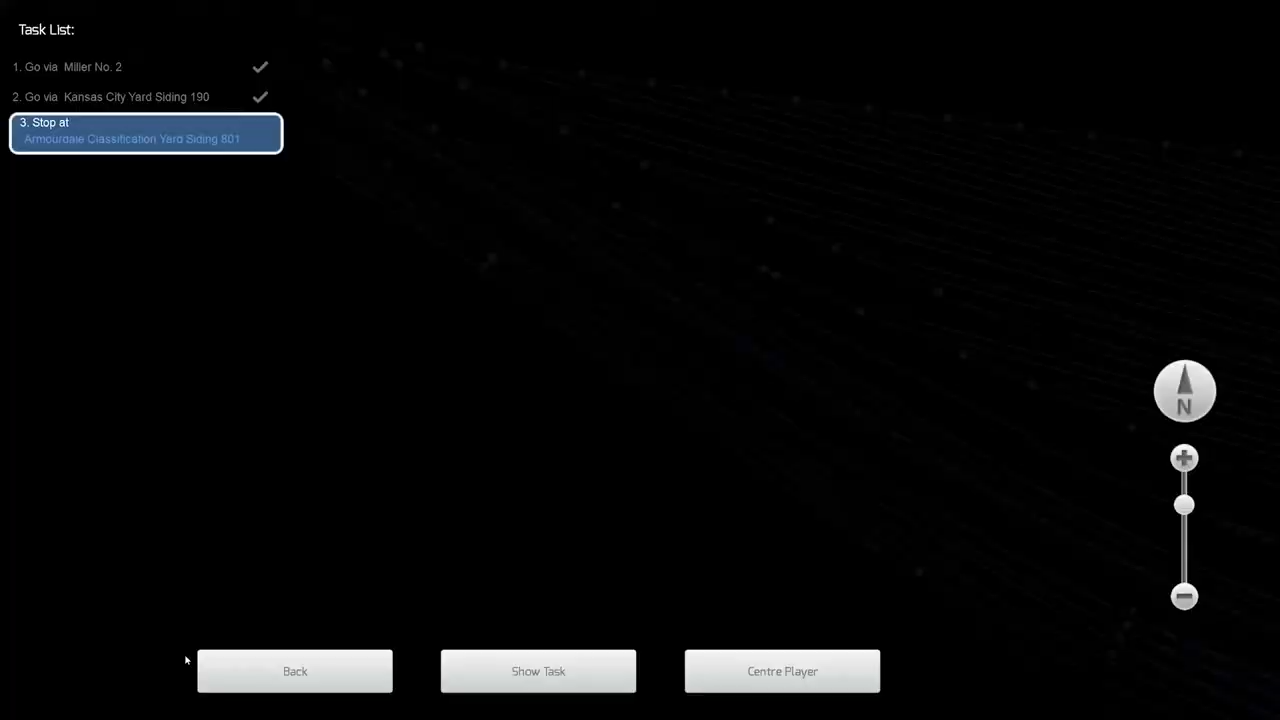 Task List:
1. Go via Miller No. 2
2. Go via Kansas City Yard Siding 190
3. Stop at
Armourdale Classification Yard Siding 801
N
Back
Show Task
Centre Player